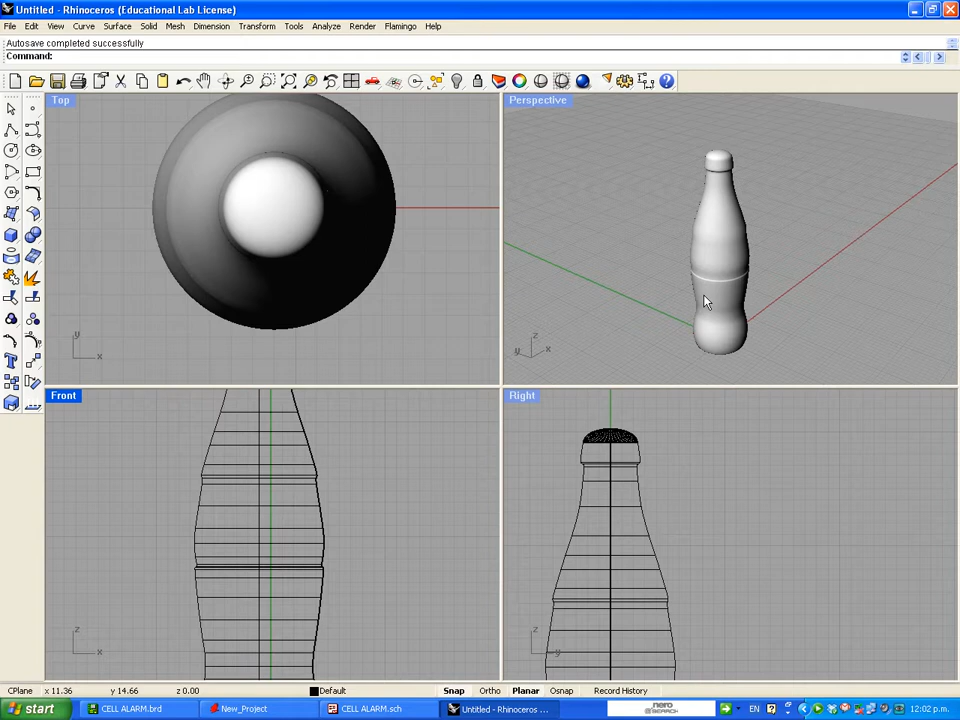 Untitled - Rhinoceros (Educational Lab License)
File Edit View Curve Surface Solid Mesh Dimension Transform Tools Analyze Render Flamingo Help
Autosave completed successfully
Command:
Top
Perspective
y
x
z
y
x
Front
Right
z
x
z
y
CPlane x 11.36 y 14.66 z 0.00 Default Snap Ortho Planar Osnap Record History
start CELL ALARM.brd New_Project CELL ALARM.sch Untitled - Rhinoceros ... nero SEARCH EN 12:02 p.m.